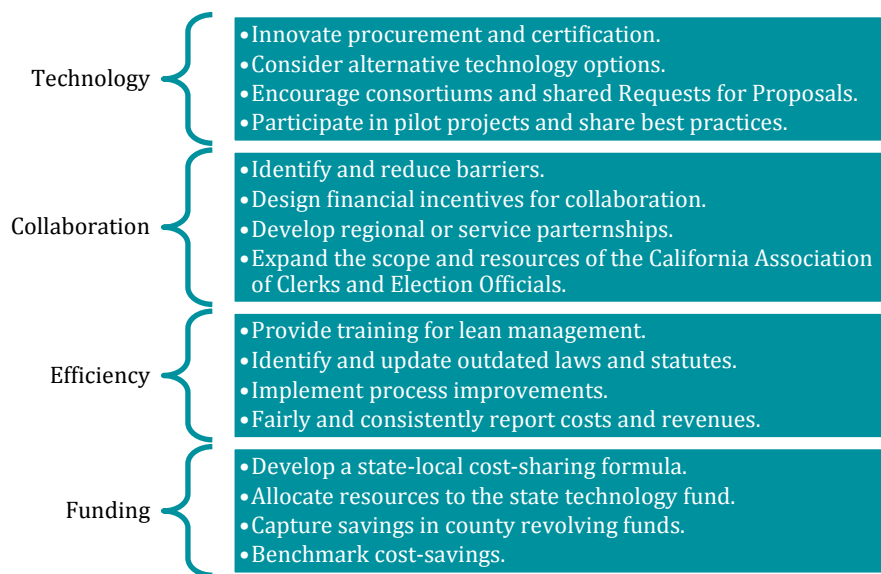 Technology
•Innovate procurement and certification.
•Consider alternative technology options.
•Encourage consortiums and shared Requests for Proposals.
•Participate in pilot projects and share best practices.
Collaboration
•Identify and reduce barriers.
•Design financial incentives for collaboration.
•Develop regional or service parternships.
•Expand the scope and resources of the California Association
of Clerks and Election Officials.
Efficiency
•Provide training for lean management.
•Identify and update outdated laws and statutes.
•Implement process improvements.
•Fairly and consistently report costs and revenues.
Funding
•Develop a state-local cost-sharing formula.
•Allocate resources to the state technology fund.
•Capture savings in county revolving funds.
•Benchmark cost-savings.